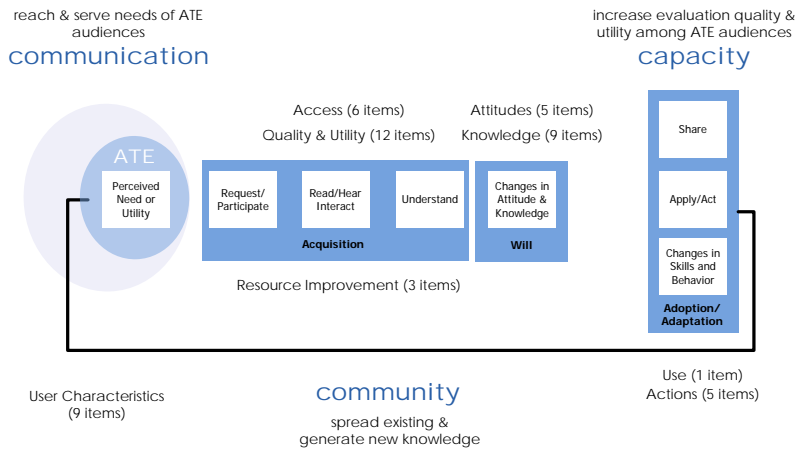 reach & serve needs of ATE
audiences
communication
increase evaluation quality &
utility among ATE audiences
capacity
Access (6 items)
Quality & Utility (12 items)
Attitudes (5 items)
Knowledge (9 items)
ATE
Perceived
Need or
Utility
Request/
Participate
Read/Hear
Interact
Understand
Acquisition
Changes in
Attitude &
Knowledge
Will
Share
Apply/Act
Changes in
Skills and
Behavior
Adoption/
Adaptation
Resource Improvement (3 items)
User Characteristics
(9 items)
community
spread existing &
generate new knowledge
Use (1 item)
Actions (5 items)